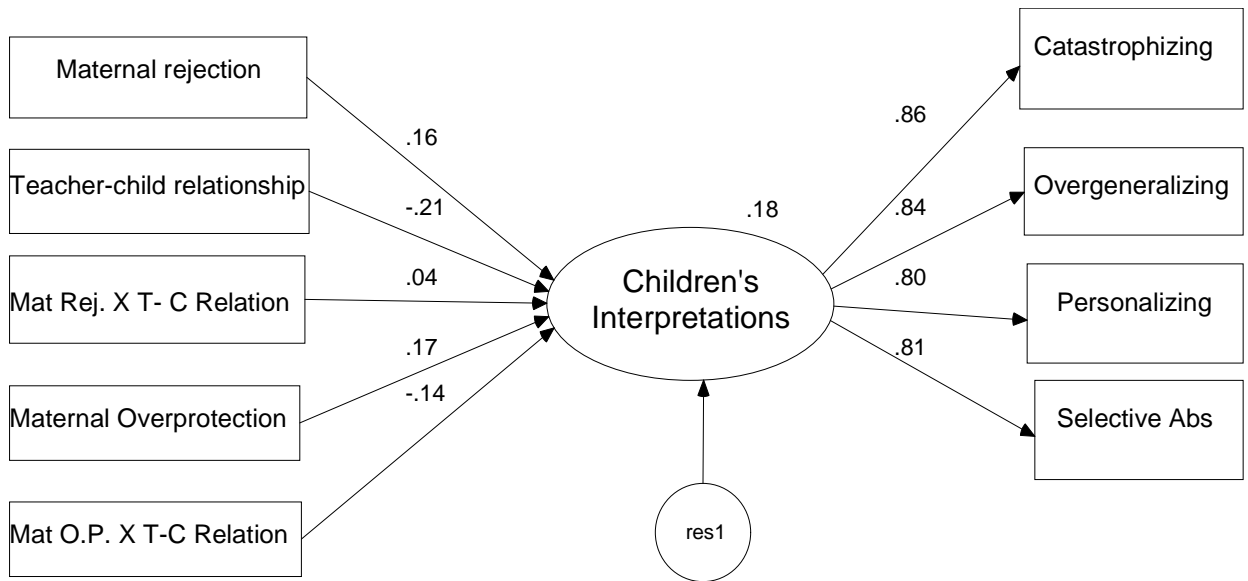 Maternal rejection
Teacher-child relationship
Mat Rej. X T- C Relation
Maternal Overprotection
Mat O.P. X T-C Relation
.16
-.21
.04
.17
-.14
.18
Children's
Interpretations
res1
.86
.84
.80
.81
Catastrophizing
Overgeneralizing
Personalizing
Selective Abs